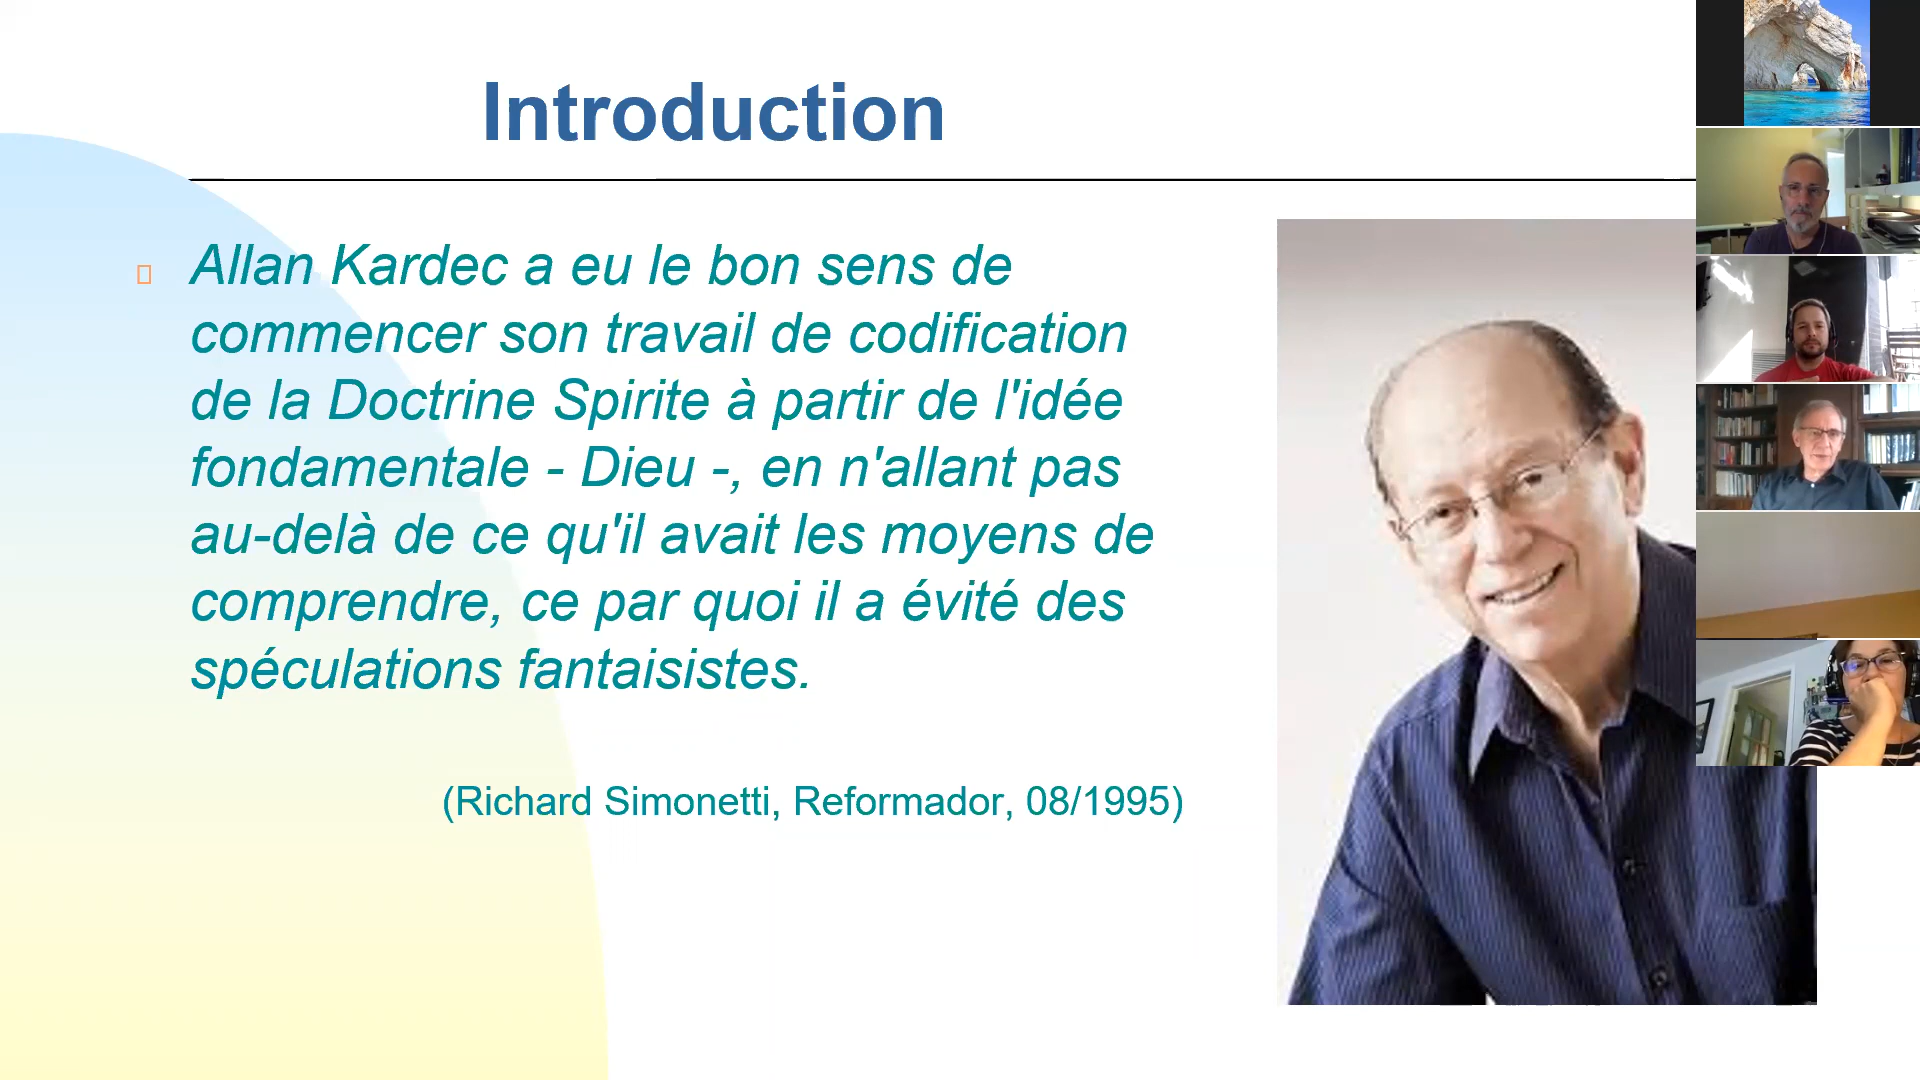 Introduction
Allan Kardec a eu le bon sens de
commencer son travail de codification
de la Doctrine Spirite à partir de l'idée
fondamentale - Dieu -, en n'allant pas
au-delà de ce qu'il avait les moyens de
comprendre, ce par quoi il a évité des
spéculations fantaisistes.
(Richard Simonetti, Reformador, 08/1995)